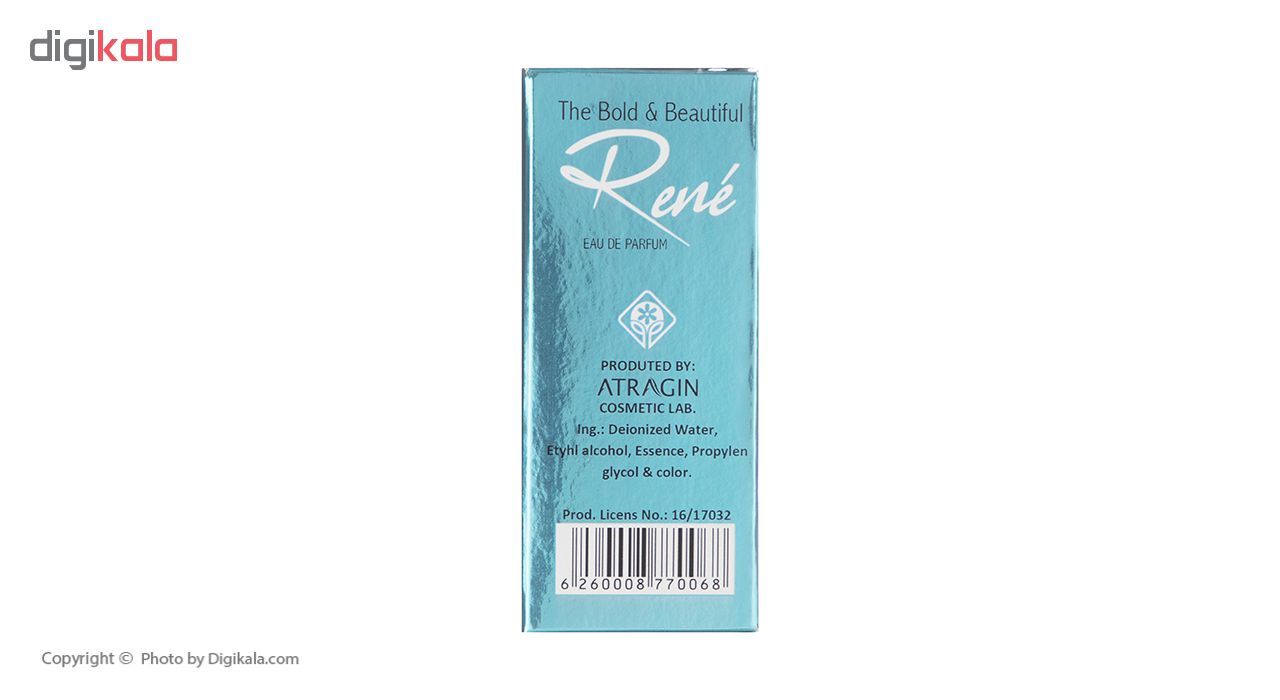 digikala
The Bold & Beautiful
René
EAU DE PARFUM
PRODUTED BY:
ATRAGIN
COSMETIC LAB.
Ing.: Deionized Water,
Etyhl alcohol, Essence, Propylen
glycol & color.
Prod. Licens No.: 16/17032
6 260008 770068
Copyright © Photo by Digikala.com